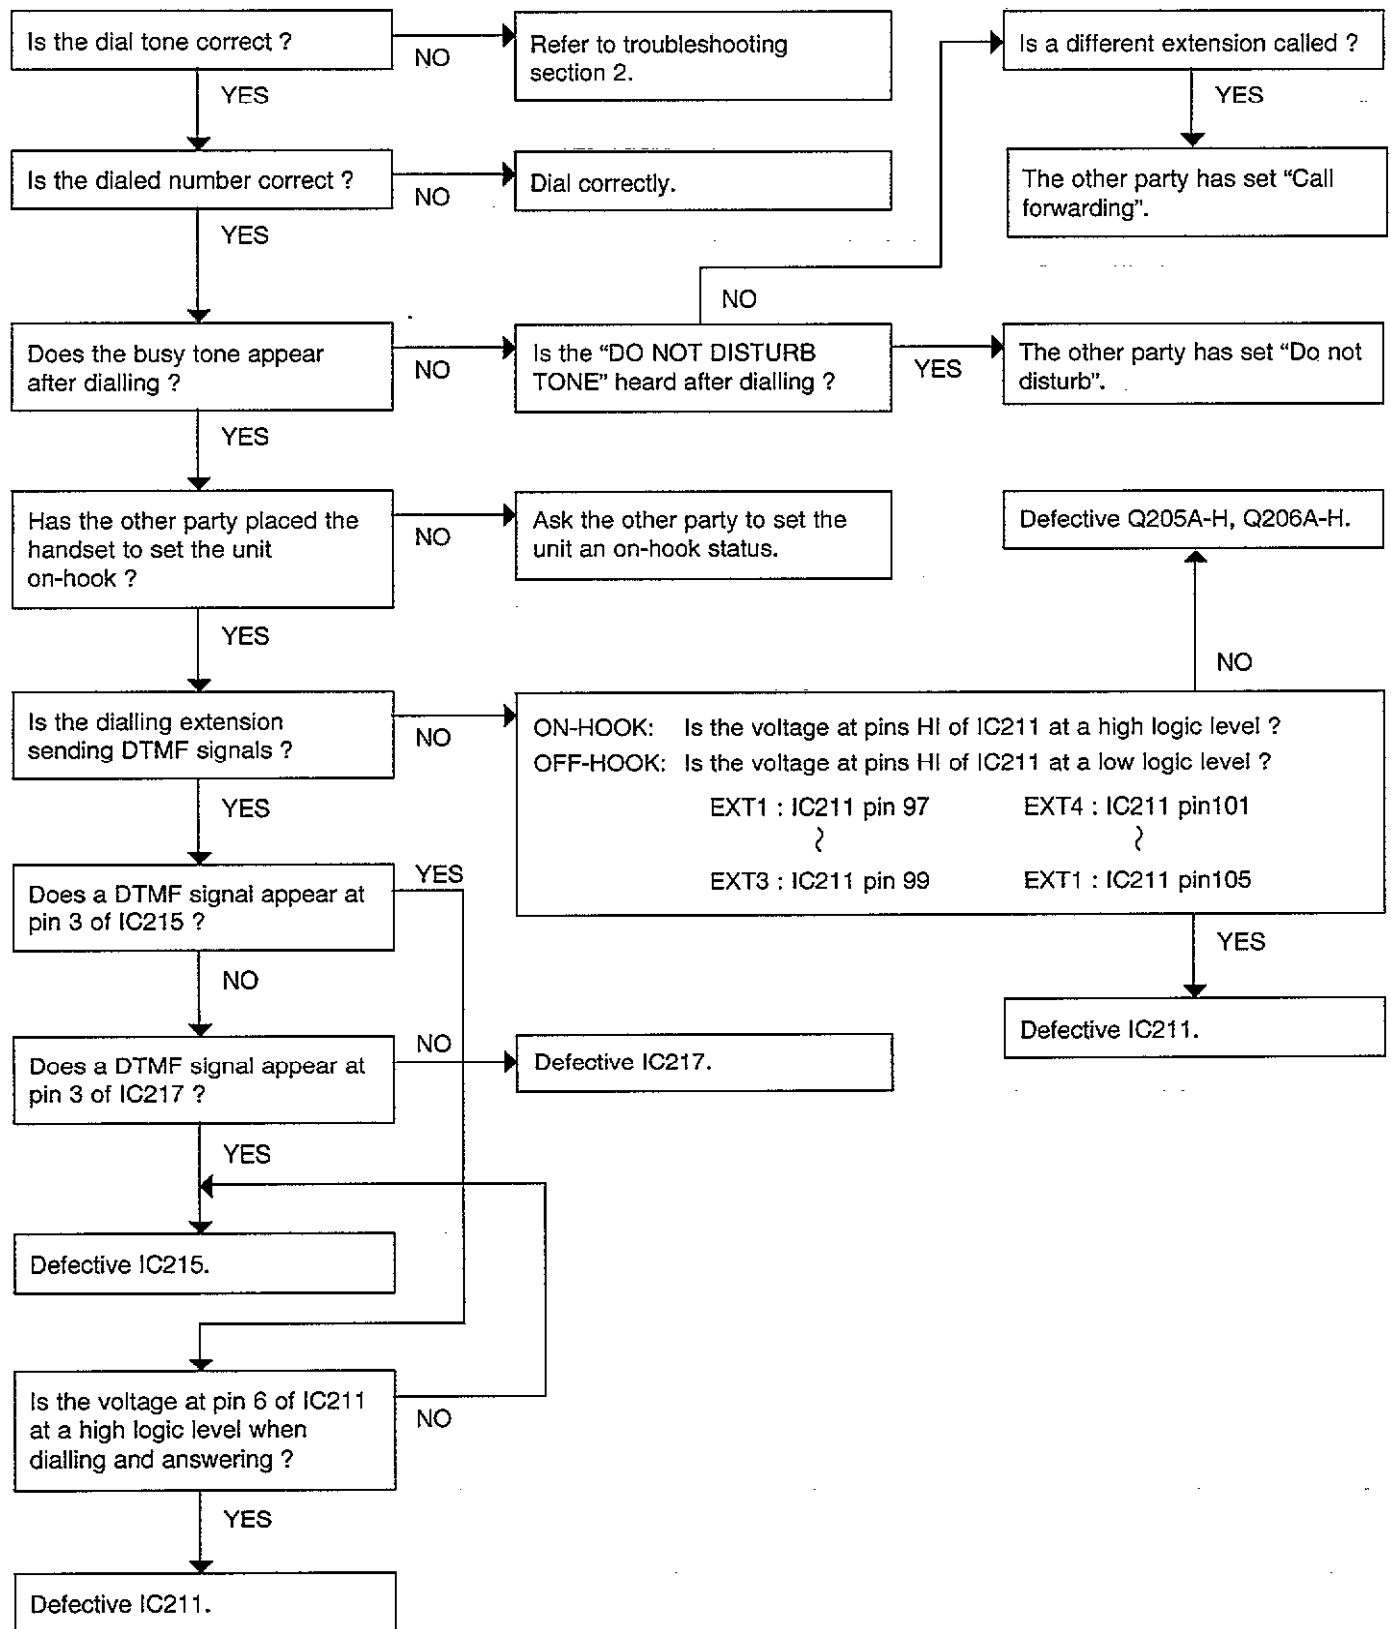 Is the dial tone correct ?
NO
Refer to troubleshooting
section 2.
Is a different extension called ?
YES
YES
Is the dialed number correct ?
NO
Dial correctly.
The other party has set “Call
forwarding”.
YES
NO
Does the busy tone appear
after dialling ?
NO
Is the “DO NOT DISTURB
TONE” heard after dialling ?
YES
The other party has set “Do not
disturb”.
YES
Has the other party placed the
handset to set the unit
on-hook ?
NO
Ask the other party to set the
unit an on-hook status.
Defective Q205A-H, Q206A-H.
YES
NO
Is the dialling extension
sending DTMF signals ?
NO
ON-HOOK: Is the voltage at pins HI of IC211 at a high logic level ?
OFF-HOOK: Is the voltage at pins HI of IC211 at a low logic level ?
EXT1 : IC211 pin 97 EXT4 : IC211 pin101
~ ~
EXT3 : IC211 pin 99 EXT1 : IC211 pin105
YES
Does a DTMF signal appear at
pin 3 of IC215 ?
YES
YES
NO
Defective IC211.
Does a DTMF signal appear at
pin 3 of IC217 ?
NO
Defective IC217.
YES
Defective IC215.
Is the voltage at pin 6 of IC211
at a high logic level when
dialling and answering ?
NO
YES
Defective IC211.